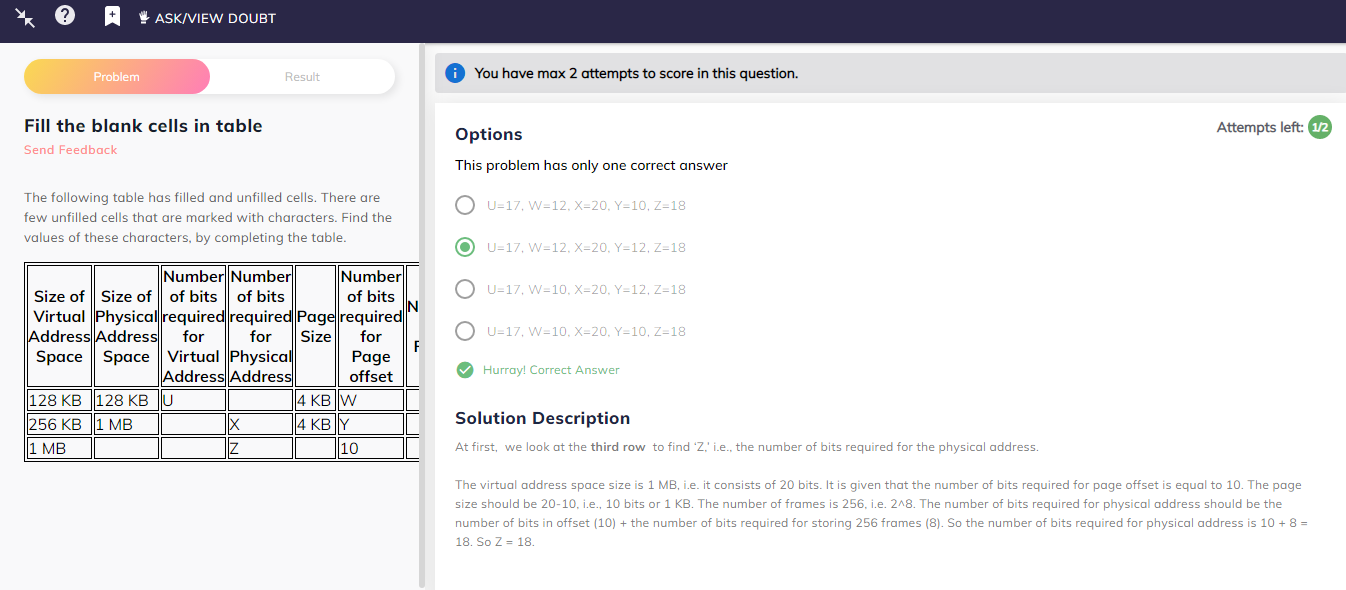 ASK/VIEW DOUBT
Problem
Result
Fill the blank cells in table
Send Feedback
The following table has filled and unfilled cells. There are
few unfilled cells that are marked with characters. Find the
values of these characters, by completing the table.
Size of Virtual Address Space
Size of Physical Address Space
Number of bits required for Virtual Address
Number of bits required for Physical Address
Page Size
Number of bits required for Page offset
128 KB 128 KB U 4 KB W
256 KB 1 MB X 4 KB Y
1 MB Z 10
You have max 2 attempts to score in this question.
Options
Attempts left: 1/2
This problem has only one correct answer
U=17, W=12, X=20, Y=10, Z=18
U=17, W=12, X=20, Y=12, Z=18
U=17, W=10, X=20, Y=12, Z=18
U=17, W=10, X=20, Y=10, Z=18
Hurray! Correct Answer
Solution Description
At first, we look at the third row to find ‘Z,’ i.e., the number of bits required for the physical address.
The virtual address space size is 1 MB, i.e. it consists of 20 bits. It is given that the number of bits required for page offset is equal to 10. The page
size should be 20-10, i.e., 10 bits or 1 KB. The number of frames is 256, i.e. 2^8. The number of bits required for physical address should be the
number of bits in offset (10) + the number of bits required for storing 256 frames (8). So the number of bits required for physical address is 10 + 8 =
18. So Z = 18.